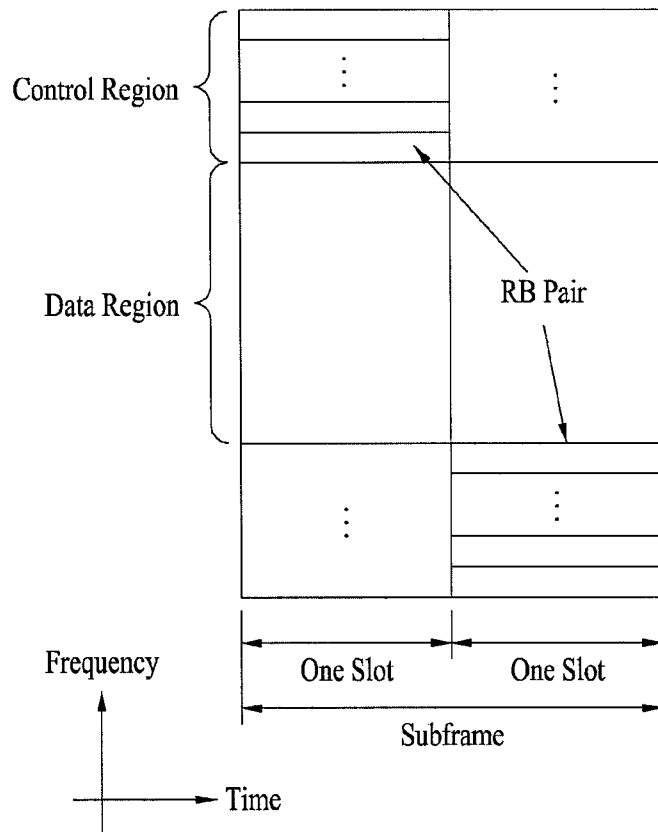 Control Region
Data Region
RB Pair
One Slot
One Slot
Subframe
Frequency
Time